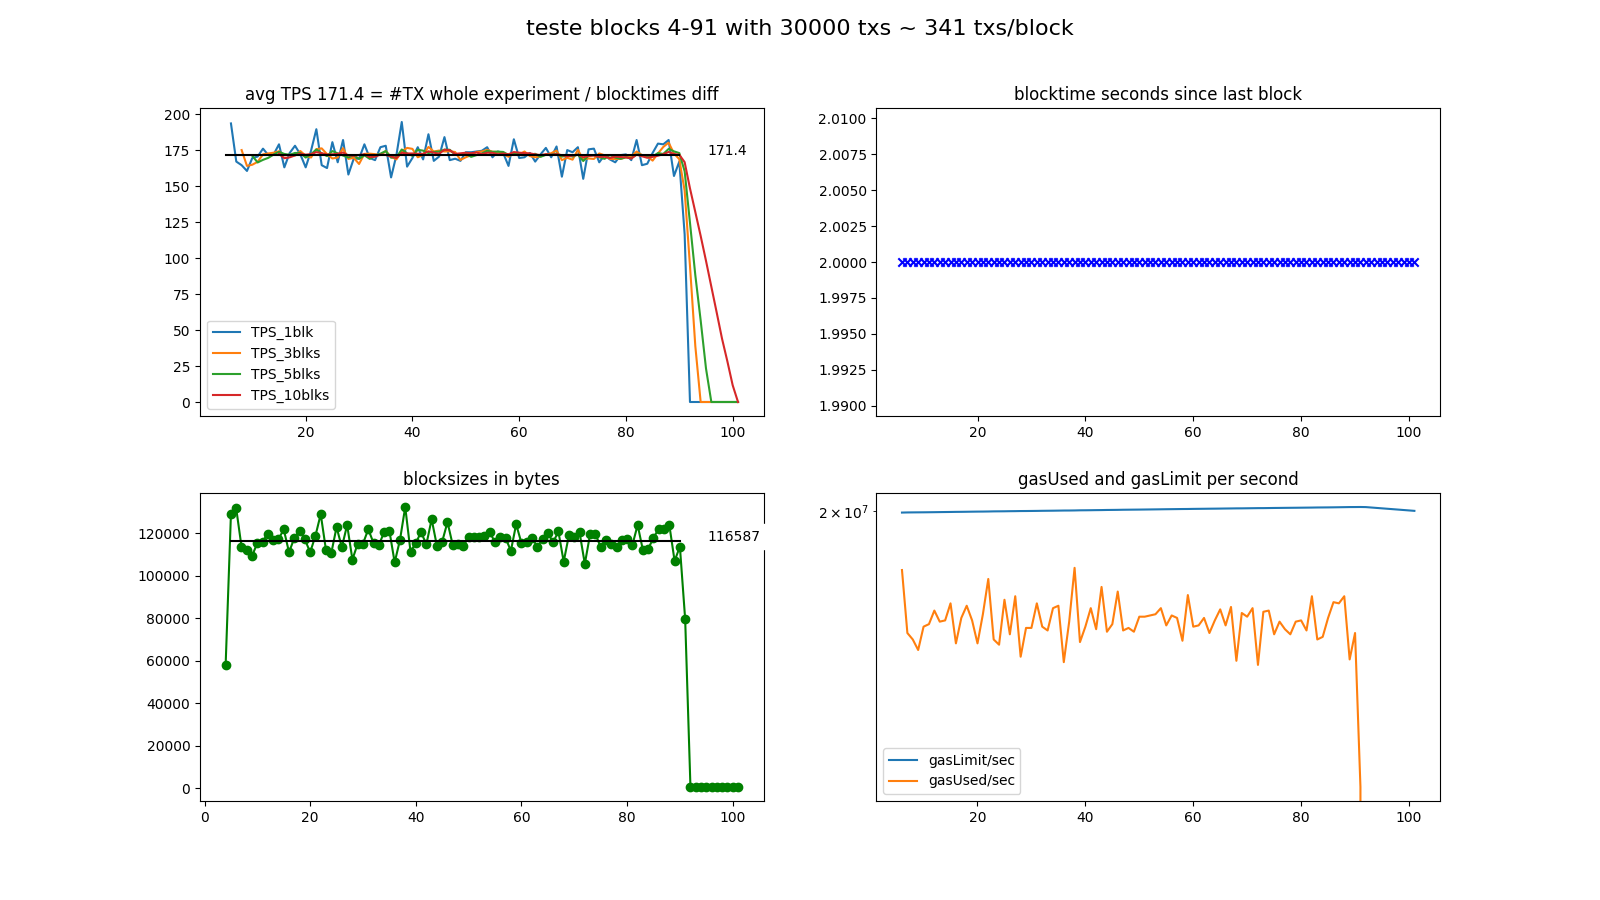 teste blocks 4-91 with 30000 txs ~ 341 txs/block
avg TPS 171.4 = #TX whole experiment / blocktimes diff
200
175
150
125
100
75
50
25
0
171.4
TPS_1blk
TPS_3blks
TPS_5blks
TPS_10blks
20 40 60 80 100
blocktime seconds since last block
2.0100
2.0075
2.0050
2.0025
2.0000
1.9975
1.9950
1.9925
1.9900
20 40 60 80 100
blocksizes in bytes
120000
100000
80000
60000
40000
20000
0
116587
0 20 40 60 80 100
gasUsed and gasLimit per second
2 × 10⁷
gasLimit/sec
gasUsed/sec
20 40 60 80 100